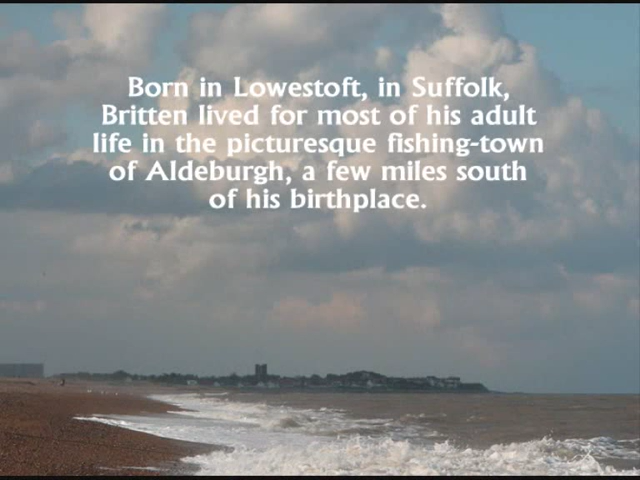 Born in Lowestoft, in Suffolk,
Britten lived for most of his adult
life in the picturesque fishing-town
of Aldeburgh, a few miles south
of his birthplace.